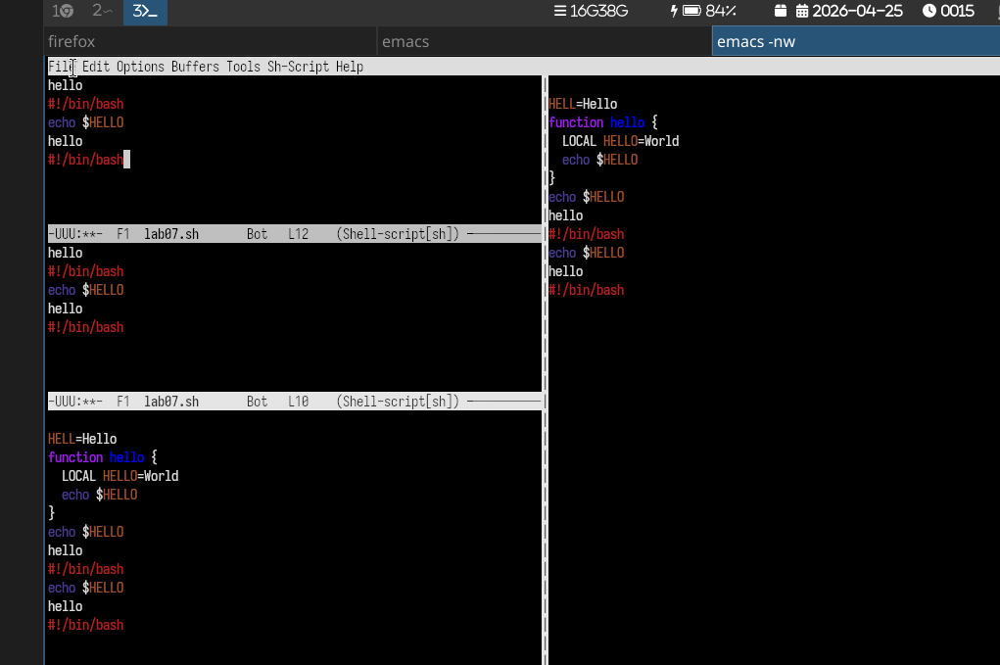 1 2 3>_ 16G38G 84% 2026-04-25 0015
firefox emacs emacs -nw
File Edit Options Buffers Tools Sh-Script Help
hello
#!/bin/bash
echo $HELLO
hello
#!/bin/bash
-UUU:**-  F1  lab07.sh       Bot   L12    (Shell-script[sh])
hello
#!/bin/bash
echo $HELLO
hello
#!/bin/bash
-UUU:**-  F1  lab07.sh       Bot   L10    (Shell-script[sh])
HELL=Hello
function hello {
  LOCAL HELLO=World
  echo $HELLO
}
echo $HELLO
hello
#!/bin/bash
echo $HELLO
hello
#!/bin/bash
HELL=Hello
function hello {
  LOCAL HELLO=World
  echo $HELLO
}
echo $HELLO
hello
#!/bin/bash
echo $HELLO
hello
#!/bin/bash